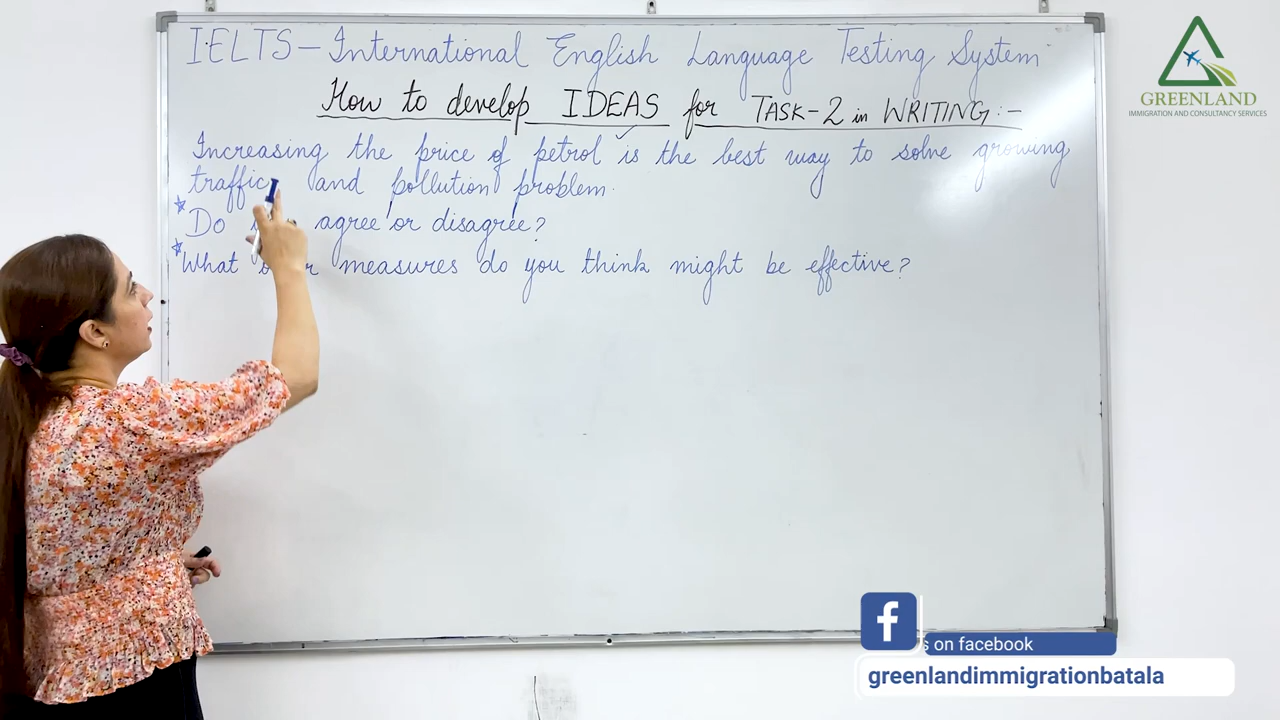 IELTS – International English Language Testing System
How to develop IDEAS for TASK-2 in WRITING :-
Increasing the price of petrol is the best way to solve growing
traffic and pollution problem.
* Do agree or disagree?
* What measures do you think might be effective?
GREENLAND
IMMIGRATION AND CONSULTANCY SERVICES
on facebook
greenlandimmigrationbatala